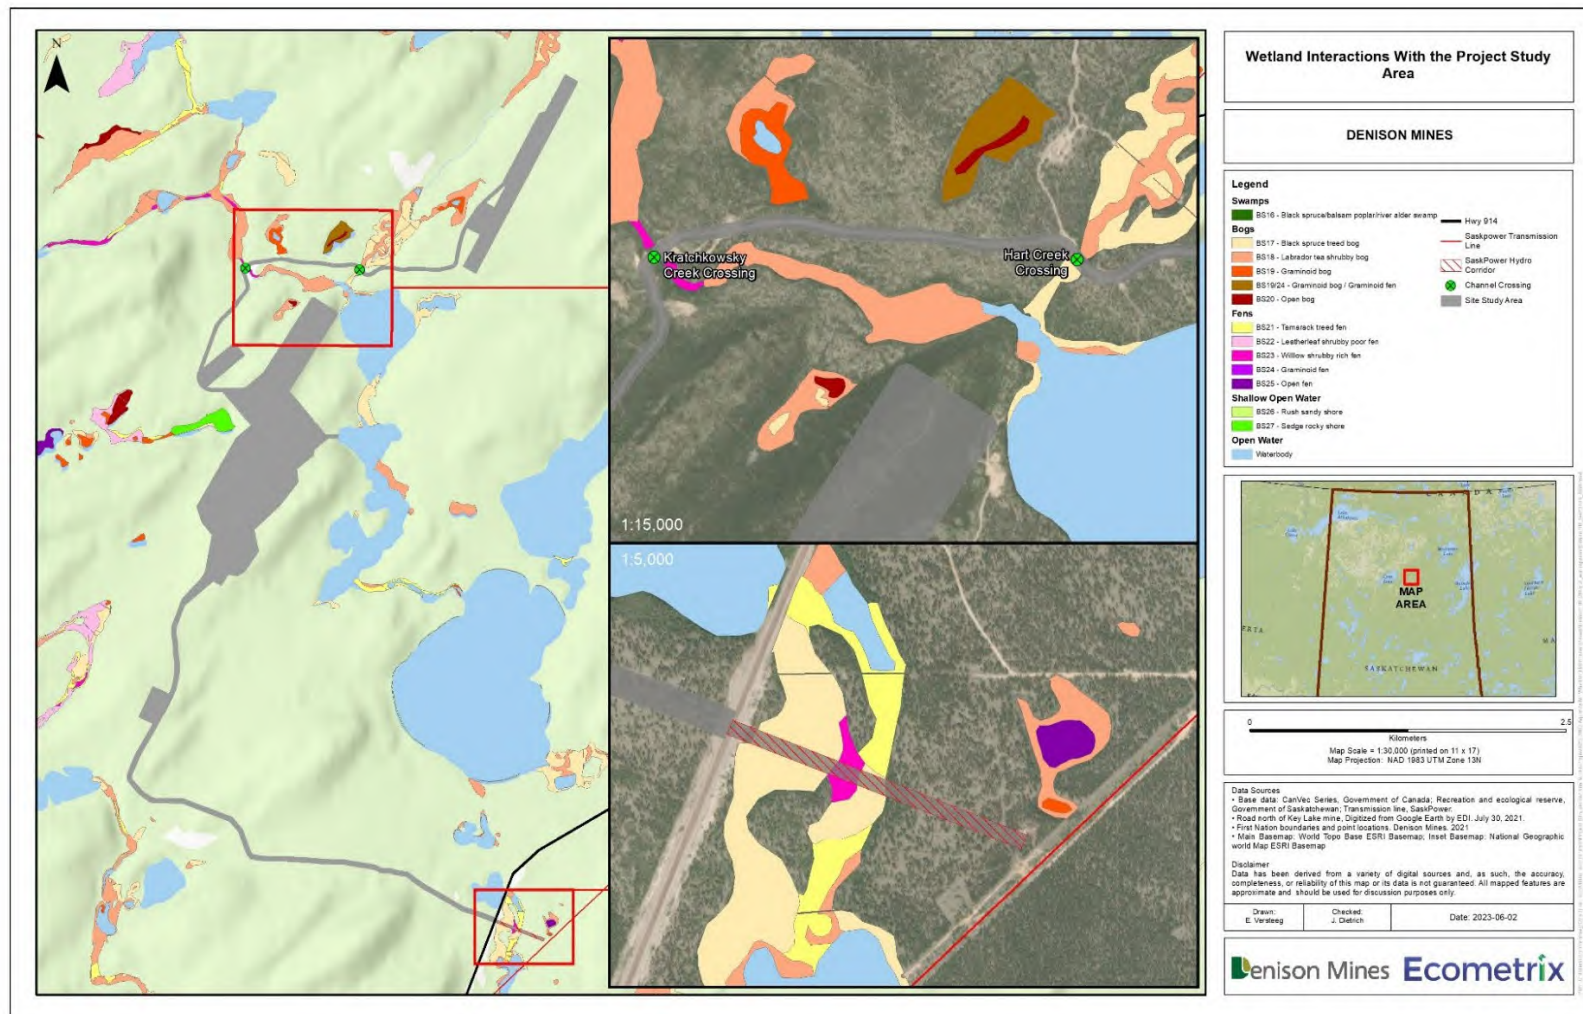 N
Kratchkowsky
Creek Crossing
Hart Creek
Crossing
1:15,000
1:5,000
Wetland Interactions With the Project Study
Area
DENISON MINES
Legend
Swamps
BS16 - Black spruce/balsam poplar/river alder swamp
Bogs
BS17 - Black spruce treed bog
BS18 - Labrador tea shrubby bog
BS19 - Graminoid bog
BS19/24 - Graminoid bog / Graminoid fen
BS20 - Open bog
Fens
BS21 - Tamarack treed fen
BS22 - Leatherleaf shrubby poor fen
BS23 - Willow shrubby rich fen
BS24 - Graminoid fen
BS25 - Open fen
Shallow Open Water
BS26 - Rush sandy shore
BS27 - Sedge rocky shore
Open Water
Waterbody
Hwy 914
Saskpower Transmission
Line
SaskPower Hydro
Corridor
Channel Crossing
Site Study Area
CANADA
MAP
AREA
SASKATCHEWAN
0 2.5
Kilometers
Map Scale = 1:30,000 (printed on 11 x 17)
Map Projection: NAD 1983 UTM Zone 13N
Data Sources
• Base data: CanVec Series, Government of Canada; Recreation and ecological reserve,
Government of Saskatchewan; Transmission line, SaskPower.
• Road north of Key Lake mine, Digitized from Google Earth by EDI. July 30, 2021.
• First Nation boundaries and point locations. Denison Mines. 2021
• Main Basemap: World Topo Base ESRI Basemap; Inset Basemap: National Geographic
world Map ESRI Basemap
Disclaimer
Data has been derived from a variety of digital sources and, as such, the accuracy,
completeness, or reliability of this map or its data is not guaranteed. All mapped features are
approximate and should be used for discussion purposes only.
Drawn:
E. Versteeg
Checked:
J. Dietrich
Date: 2023-06-02
Denison Mines
Ecometrix